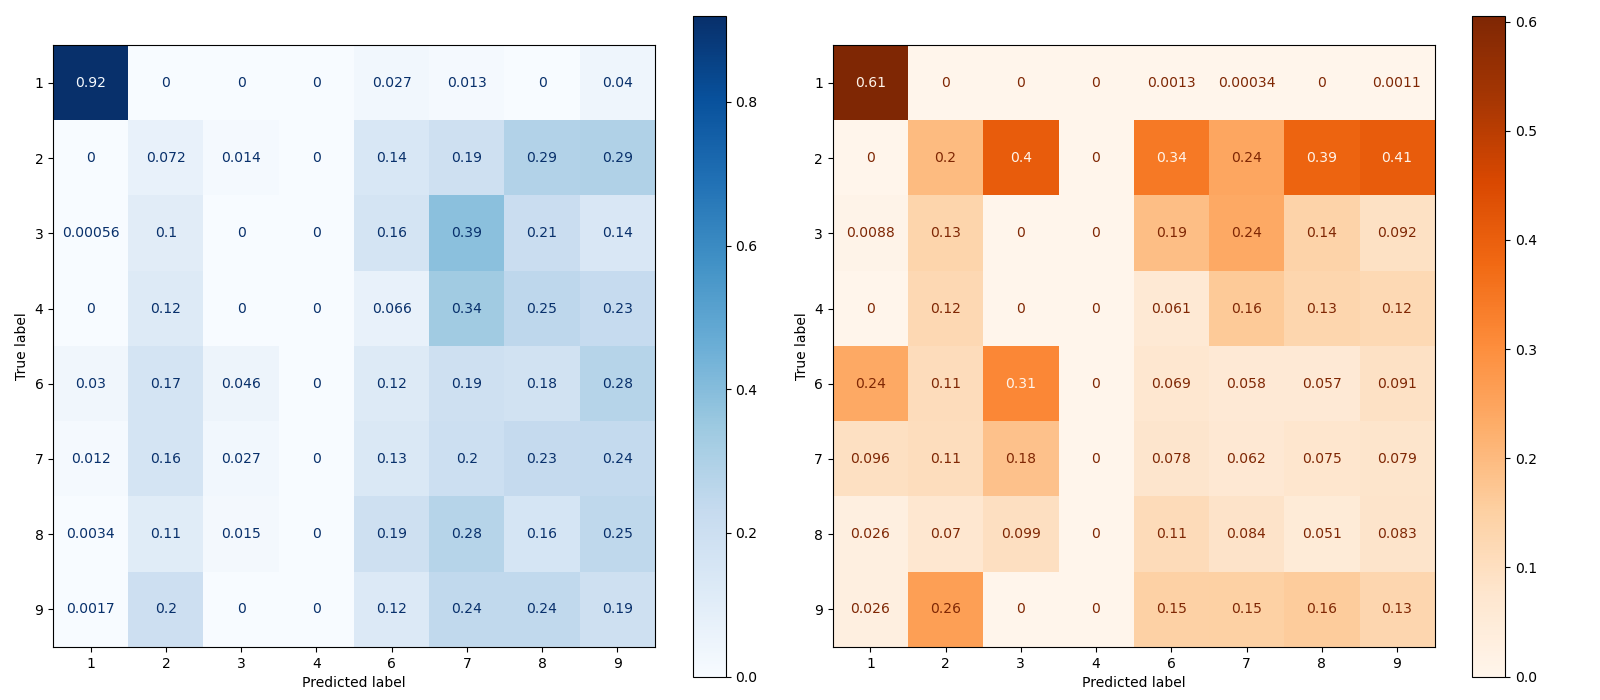 1 0.92 0 0 0 0.027 0.013 0 0.04
2 0 0.072 0.014 0 0.14 0.19 0.29 0.29
3 0.00056 0.1 0 0 0.16 0.39 0.21 0.14
4 0 0.12 0 0 0.066 0.34 0.25 0.23
6 0.03 0.17 0.046 0 0.12 0.19 0.18 0.28
7 0.012 0.16 0.027 0 0.13 0.2 0.23 0.24
8 0.0034 0.11 0.015 0 0.19 0.28 0.16 0.25
9 0.0017 0.2 0 0 0.12 0.24 0.24 0.19
1 2 3 4 6 7 8 9
Predicted label
True label
0.8
0.6
0.4
0.2
0.0
1 0.61 0 0 0 0.0013 0.00034 0 0.0011
2 0 0.2 0.4 0 0.34 0.24 0.39 0.41
3 0.0088 0.13 0 0 0.19 0.24 0.14 0.092
4 0 0.12 0 0 0.061 0.16 0.13 0.12
6 0.24 0.11 0.31 0 0.069 0.058 0.057 0.091
7 0.096 0.11 0.18 0 0.078 0.062 0.075 0.079
8 0.026 0.07 0.099 0 0.11 0.084 0.051 0.083
9 0.026 0.26 0 0 0.15 0.15 0.16 0.13
1 2 3 4 6 7 8 9
Predicted label
True label
0.6
0.5
0.4
0.3
0.2
0.1
0.0